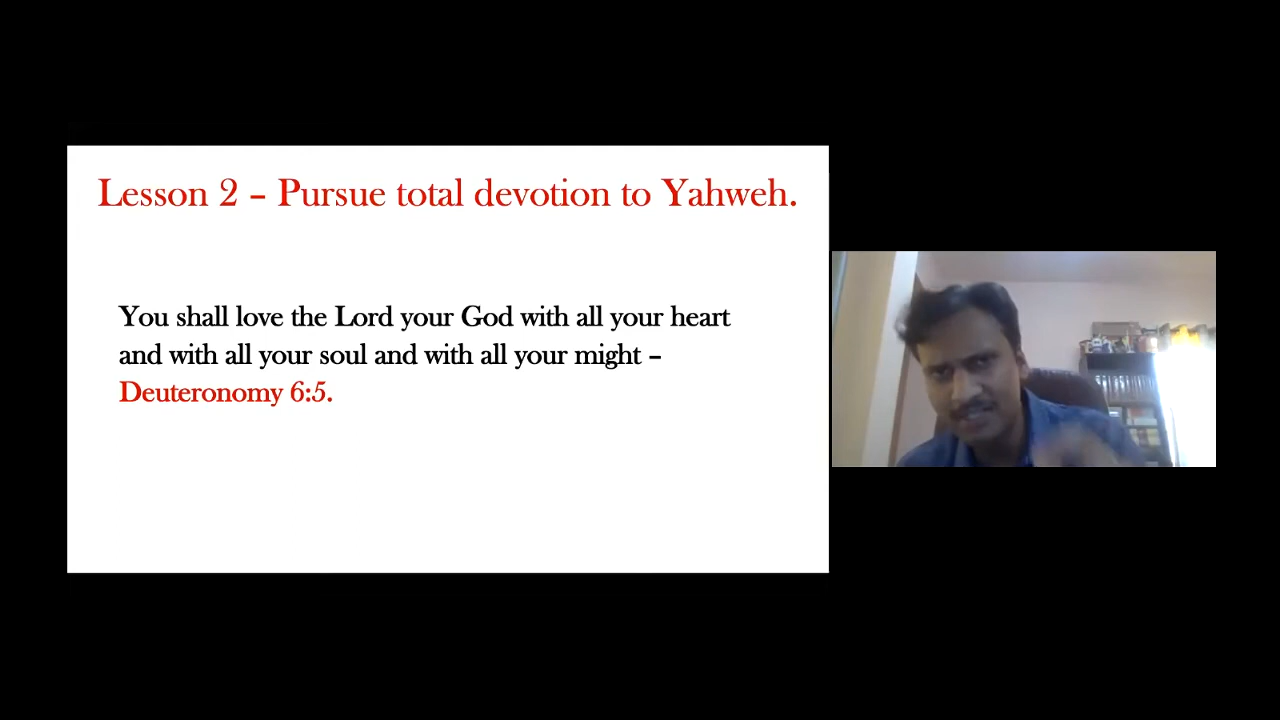 Lesson 2 – Pursue total devotion to Yahweh.
You shall love the Lord your God with all your heart
and with all your soul and with all your might –
Deuteronomy 6:5.